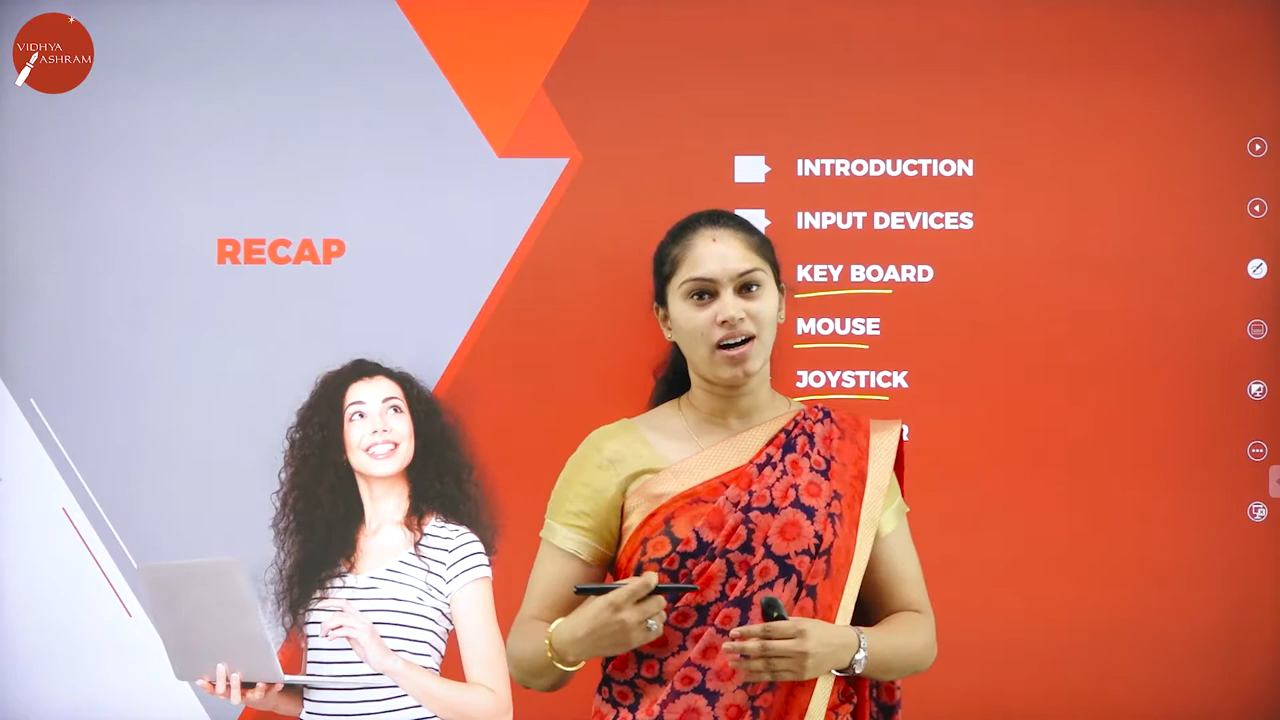 VIDHYA
ASHRAM
RECAP
INTRODUCTION
INPUT DEVICES
KEY BOARD
MOUSE
JOYSTICK